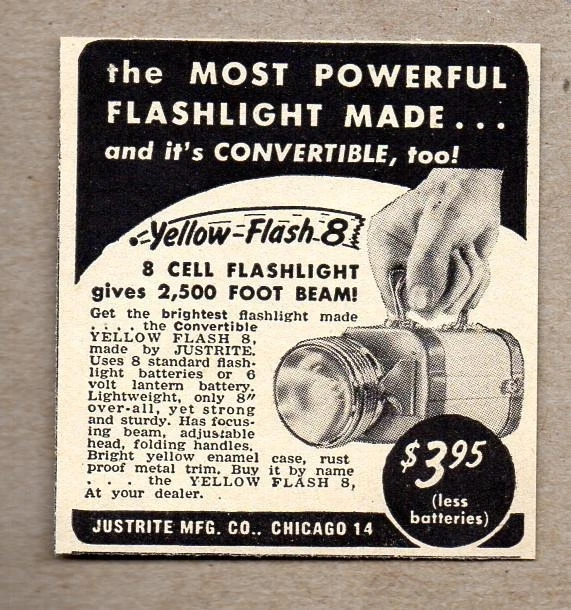 the MOST POWERFUL
FLASHLIGHT MADE...
and it's CONVERTIBLE, too!
Yellow-Flash 8
8 CELL FLASHLIGHT
gives 2,500 FOOT BEAM!
Get the brightest flashlight made
. . . . the Convertible
YELLOW FLASH 8,
made by JUSTRITE.
Uses 8 standard flash-
light batteries or 6
volt lantern battery.
Lightweight, only 8"
over-all, yet strong
and sturdy. Has focus-
ing beam, adjustable
head, folding handles.
Bright yellow enamel case, rust
proof metal trim. Buy it by name
. . . the YELLOW FLASH 8,
At your dealer.
$3.95
(less
batteries)
JUSTRITE MFG. CO., CHICAGO 14